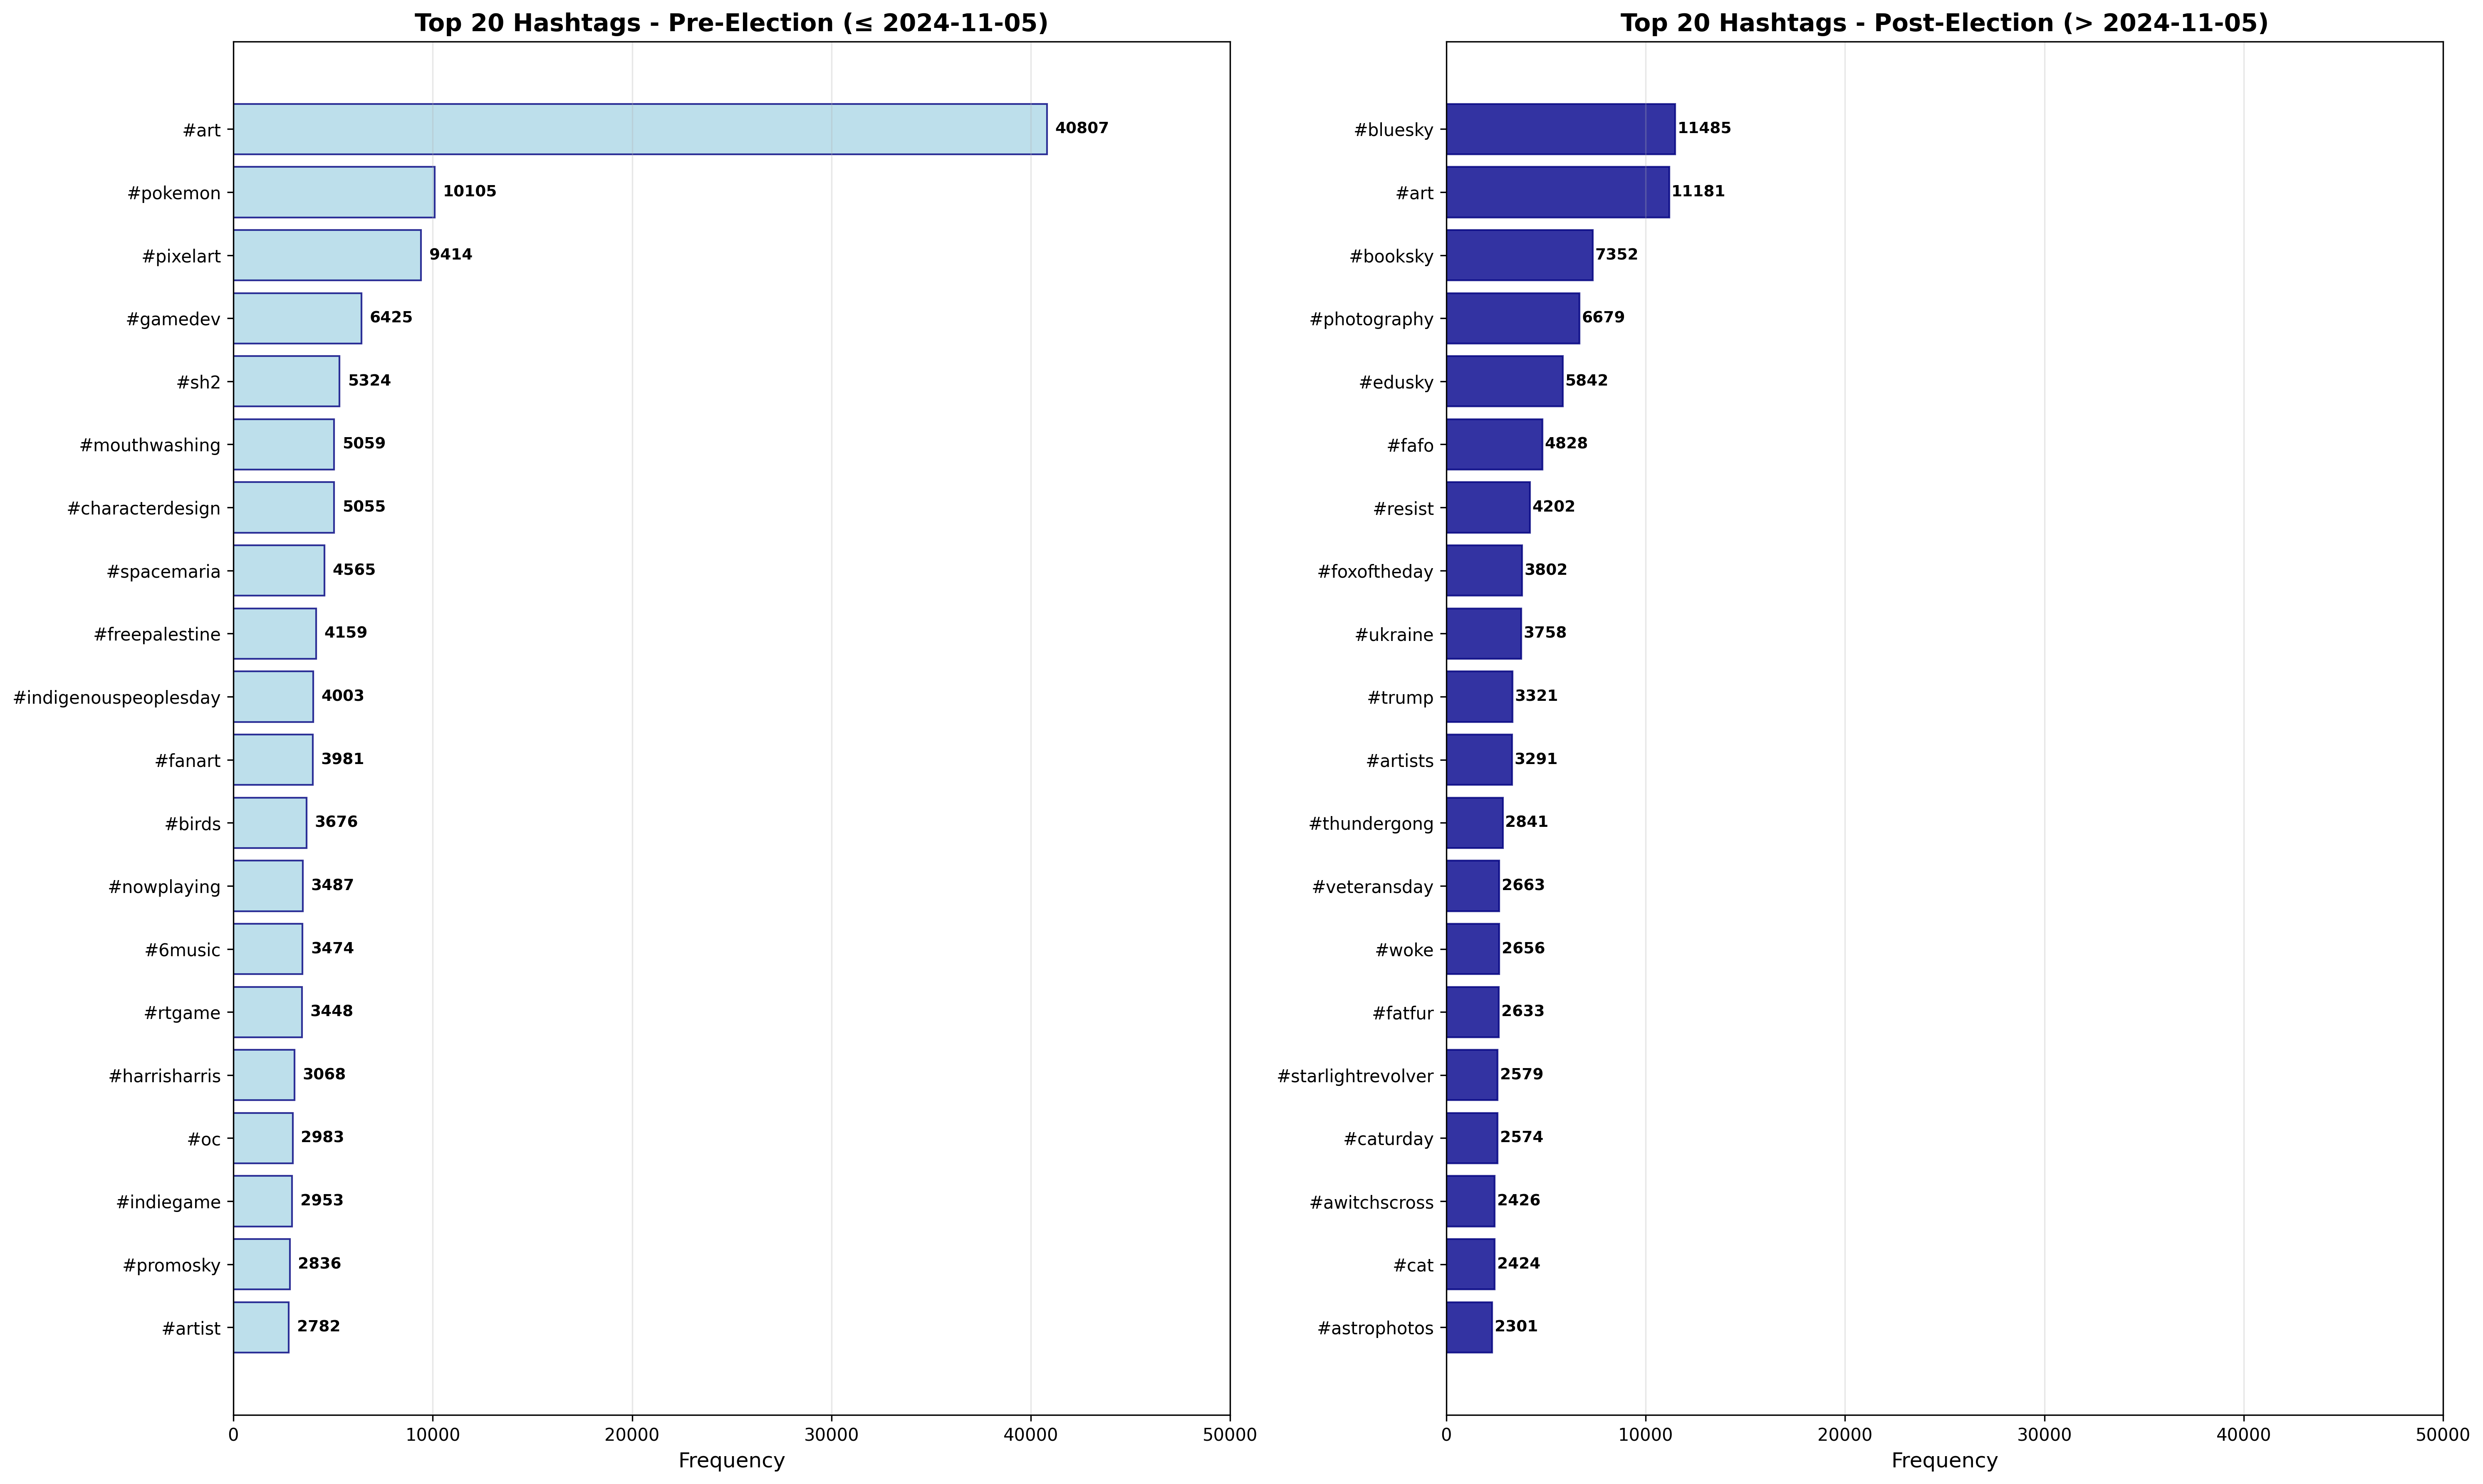 Top 20 Hashtags - Pre-Election (≤ 2024-11-05)
#art 40807
#pokemon 10105
#pixelart 9414
#gamedev 6425
#sh2 5324
#mouthwashing 5059
#characterdesign 5055
#spacemaria 4565
#freepalestine 4159
#indigenouspeoplesday 4003
#fanart 3981
#birds 3676
#nowplaying 3487
#6music 3474
#rtgame 3448
#harrisharris 3068
#oc 2983
#indiegame 2953
#promosky 2836
#artist 2782
0 10000 20000 30000 40000 50000
Frequency
Top 20 Hashtags - Post-Election (> 2024-11-05)
#bluesky 11485
#art 11181
#booksky 7352
#photography 6679
#edusky 5842
#fafo 4828
#resist 4202
#foxoftheday 3802
#ukraine 3758
#trump 3321
#artists 3291
#thundergong 2841
#veteransday 2663
#woke 2656
#fatfur 2633
#starlightrevolver 2579
#caturday 2574
#awitchscross 2426
#cat 2424
#astrophotos 2301
0 10000 20000 30000 40000 50000
Frequency